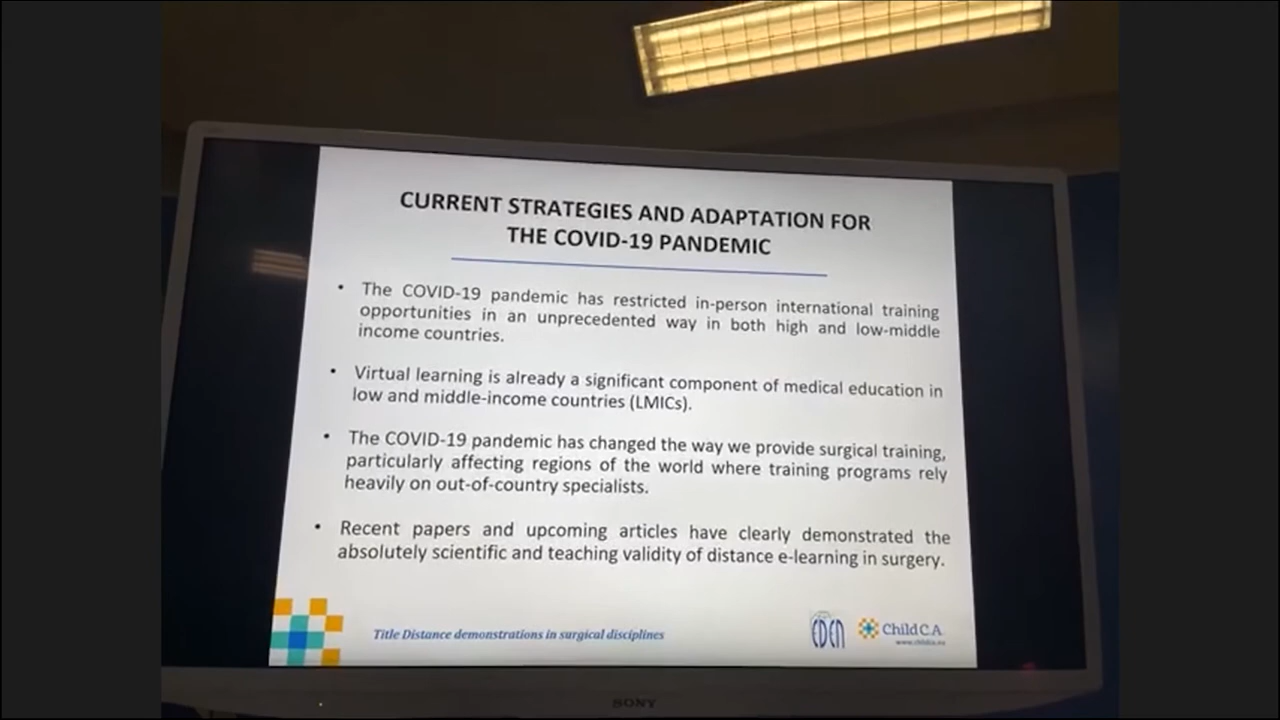 CURRENT STRATEGIES AND ADAPTATION FOR
THE COVID-19 PANDEMIC
• The COVID-19 pandemic has restricted in-person international training
opportunities in an unprecedented way in both high and low-middle
income countries.
• Virtual learning is already a significant component of medical education in
low and middle-income countries (LMICs).
• The COVID-19 pandemic has changed the way we provide surgical training,
particularly affecting regions of the world where training programs rely
heavily on out-of-country specialists.
• Recent papers and upcoming articles have clearly demonstrated the
absolutely scientific and teaching validity of distance e-learning in surgery.
Title Distance demonstrations in surgical disciplines
EDEN
Child C.A.
SONY